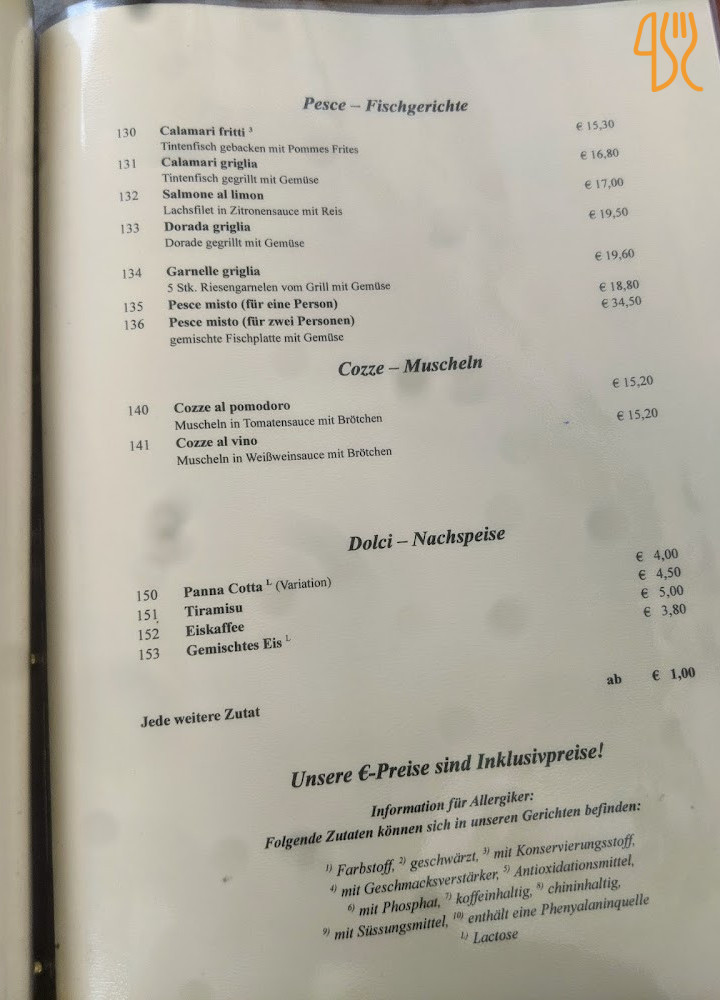 Pesce – Fischgerichte
130 Calamari fritti ³ € 15,30
Tintenfisch gebacken mit Pommes Frites
131 Calamari griglia € 16,80
Tintenfisch gegrillt mit Gemüse
132 Salmone al limon € 17,00
Lachsfilet in Zitronensauce mit Reis
133 Dorada griglia € 19,50
Dorade gegrillt mit Gemüse
134 Garnelle griglia € 19,60
5 Stk. Riesengarnelen vom Grill mit Gemüse
135 Pesce misto (für eine Person) € 18,80
136 Pesce misto (für zwei Personen) € 34,50
gemischte Fischplatte mit Gemüse
Cozze – Muscheln
140 Cozze al pomodoro € 15,20
Muscheln in Tomatensauce mit Brötchen
141 Cozze al vino € 15,20
Muscheln in Weißweinsauce mit Brötchen
Dolci – Nachspeise
150 Panna Cotta ᴸ (Variation) € 4,00
151 Tiramisu € 4,50
152 Eiskaffee € 5,00
153 Gemischtes Eis ᴸ € 3,80
Jede weitere Zutat ab € 1,00
Unsere €-Preise sind Inklusivpreise!
Information für Allergiker:
Folgende Zutaten können sich in unseren Gerichten befinden:
¹⁾ Farbstoff, ²⁾ geschwärzt, ³⁾ mit Konservierungsstoff,
⁴⁾ mit Geschmacksverstärker, ⁵⁾ Antioxidationsmittel,
⁶⁾ mit Phosphat, ⁷⁾ koffeinhaltig, ⁸⁾ chininhaltig,
⁹⁾ mit Süssungsmittel, ¹⁰⁾ enthält eine Phenyalaninquelle
ᴸ⁾ Lactose